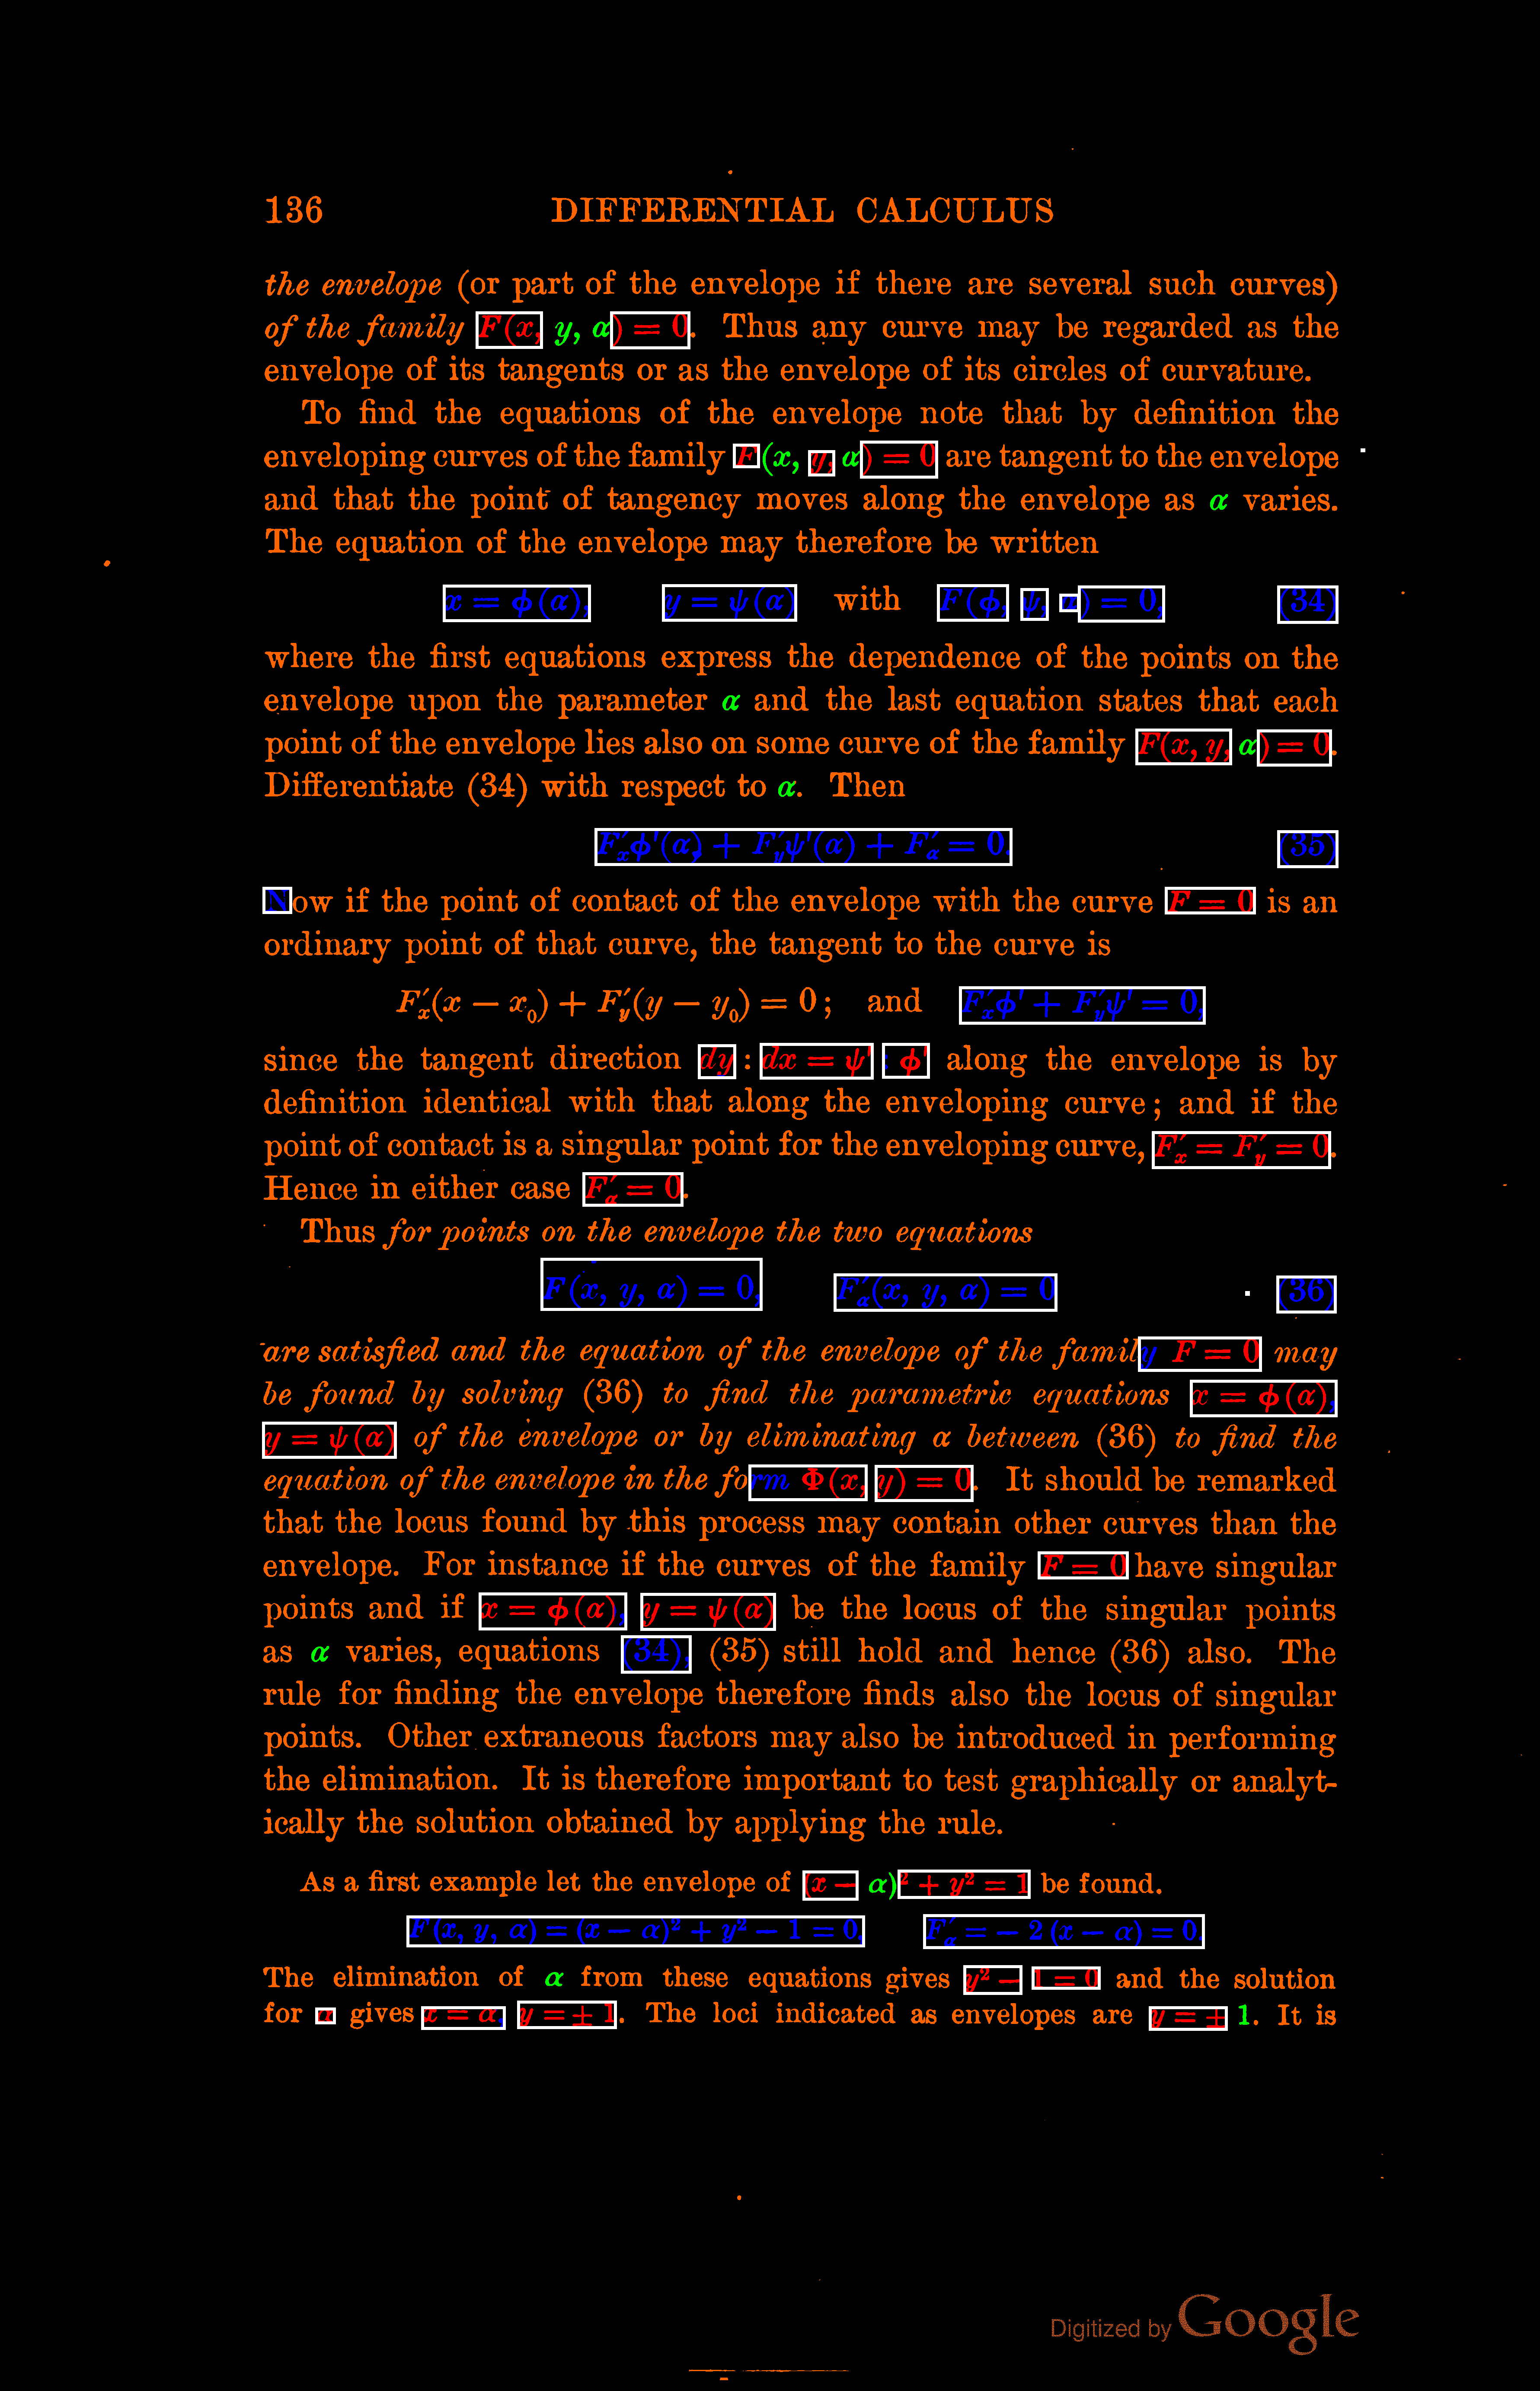 136 DIFFERENTIAL CALCULUS
the envelope (or part of the envelope if there are several such curves)
of the family F(x, y, α) = 0. Thus any curve may be regarded as the
envelope of its tangents or as the envelope of its circles of curvature.
To find the equations of the envelope note that by definition the
enveloping curves of the family F(x, y, α) = 0 are tangent to the envelope
and that the point of tangency moves along the envelope as α varies.
The equation of the envelope may therefore be written
x = ϕ(α), y = ψ(α) with F(ϕ, ψ, α) = 0, (34)
where the first equations express the dependence of the points on the
envelope upon the parameter α and the last equation states that each
point of the envelope lies also on some curve of the family F(x, y, α) = 0.
Differentiate (34) with respect to α. Then
F′ₓϕ′(α) + F′_yψ′(α) + F′_α = 0. (35)
Now if the point of contact of the envelope with the curve F = 0 is an
ordinary point of that curve, the tangent to the curve is
F′ₓ(x − x₀) + F′_y(y − y₀) = 0; and F′ₓϕ′ + F′_yψ′ = 0,
since the tangent direction dy : dx = ψ′ : ϕ′ along the envelope is by
definition identical with that along the enveloping curve; and if the
point of contact is a singular point for the enveloping curve, F′ₓ = F′_y = 0.
Hence in either case F′_α = 0.
Thus for points on the envelope the two equations
F(x, y, α) = 0, F′_α(x, y, α) = 0 (36)
are satisfied and the equation of the envelope of the family F = 0 may
be found by solving (36) to find the parametric equations x = ϕ(α),
y = ψ(α) of the envelope or by eliminating α between (36) to find the
equation of the envelope in the form Φ(x, y) = 0. It should be remarked
that the locus found by this process may contain other curves than the
envelope. For instance if the curves of the family F = 0 have singular
points and if x = ϕ(α), y = ψ(α) be the locus of the singular points
as α varies, equations (34), (35) still hold and hence (36) also. The
rule for finding the envelope therefore finds also the locus of singular
points. Other extraneous factors may also be introduced in performing
the elimination. It is therefore important to test graphically or analyt-
ically the solution obtained by applying the rule.
As a first example let the envelope of (x − α)² + y² = 1 be found.
F(x, y, α) = (x − α)² + y² − 1 = 0, F′_α = − 2 (x − α) = 0.
The elimination of α from these equations gives y² − 1 = 0 and the solution
for α gives x = α, y = ± 1. The loci indicated as envelopes are y = ± 1. It is
Digitized by Google